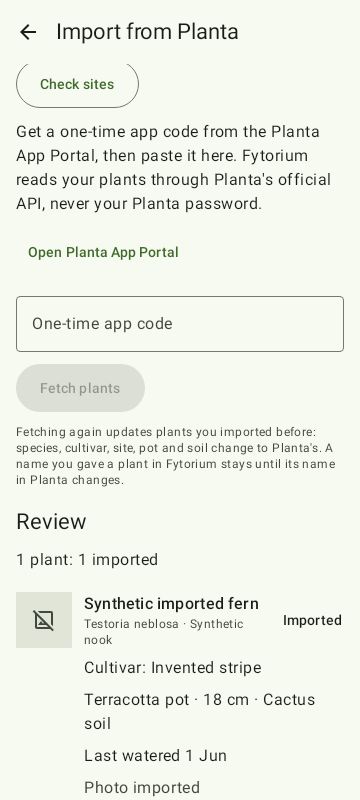 Import from Planta
Check sites
Get a one-time app code from the Planta
App Portal, then paste it here. Fytorium
reads your plants through Planta's official
API, never your Planta password.
Open Planta App Portal
One-time app code
Fetch plants
Fetching again updates plants you imported before:
species, cultivar, site, pot and soil change to Planta's. A
name you gave a plant in Fytorium stays until its name
in Planta changes.
Review
1 plant: 1 imported
Synthetic imported fern
Testoria neblosa · Synthetic
nook
Imported
Cultivar: Invented stripe
Terracotta pot · 18 cm · Cactus
soil
Last watered 1 Jun
Photo imported